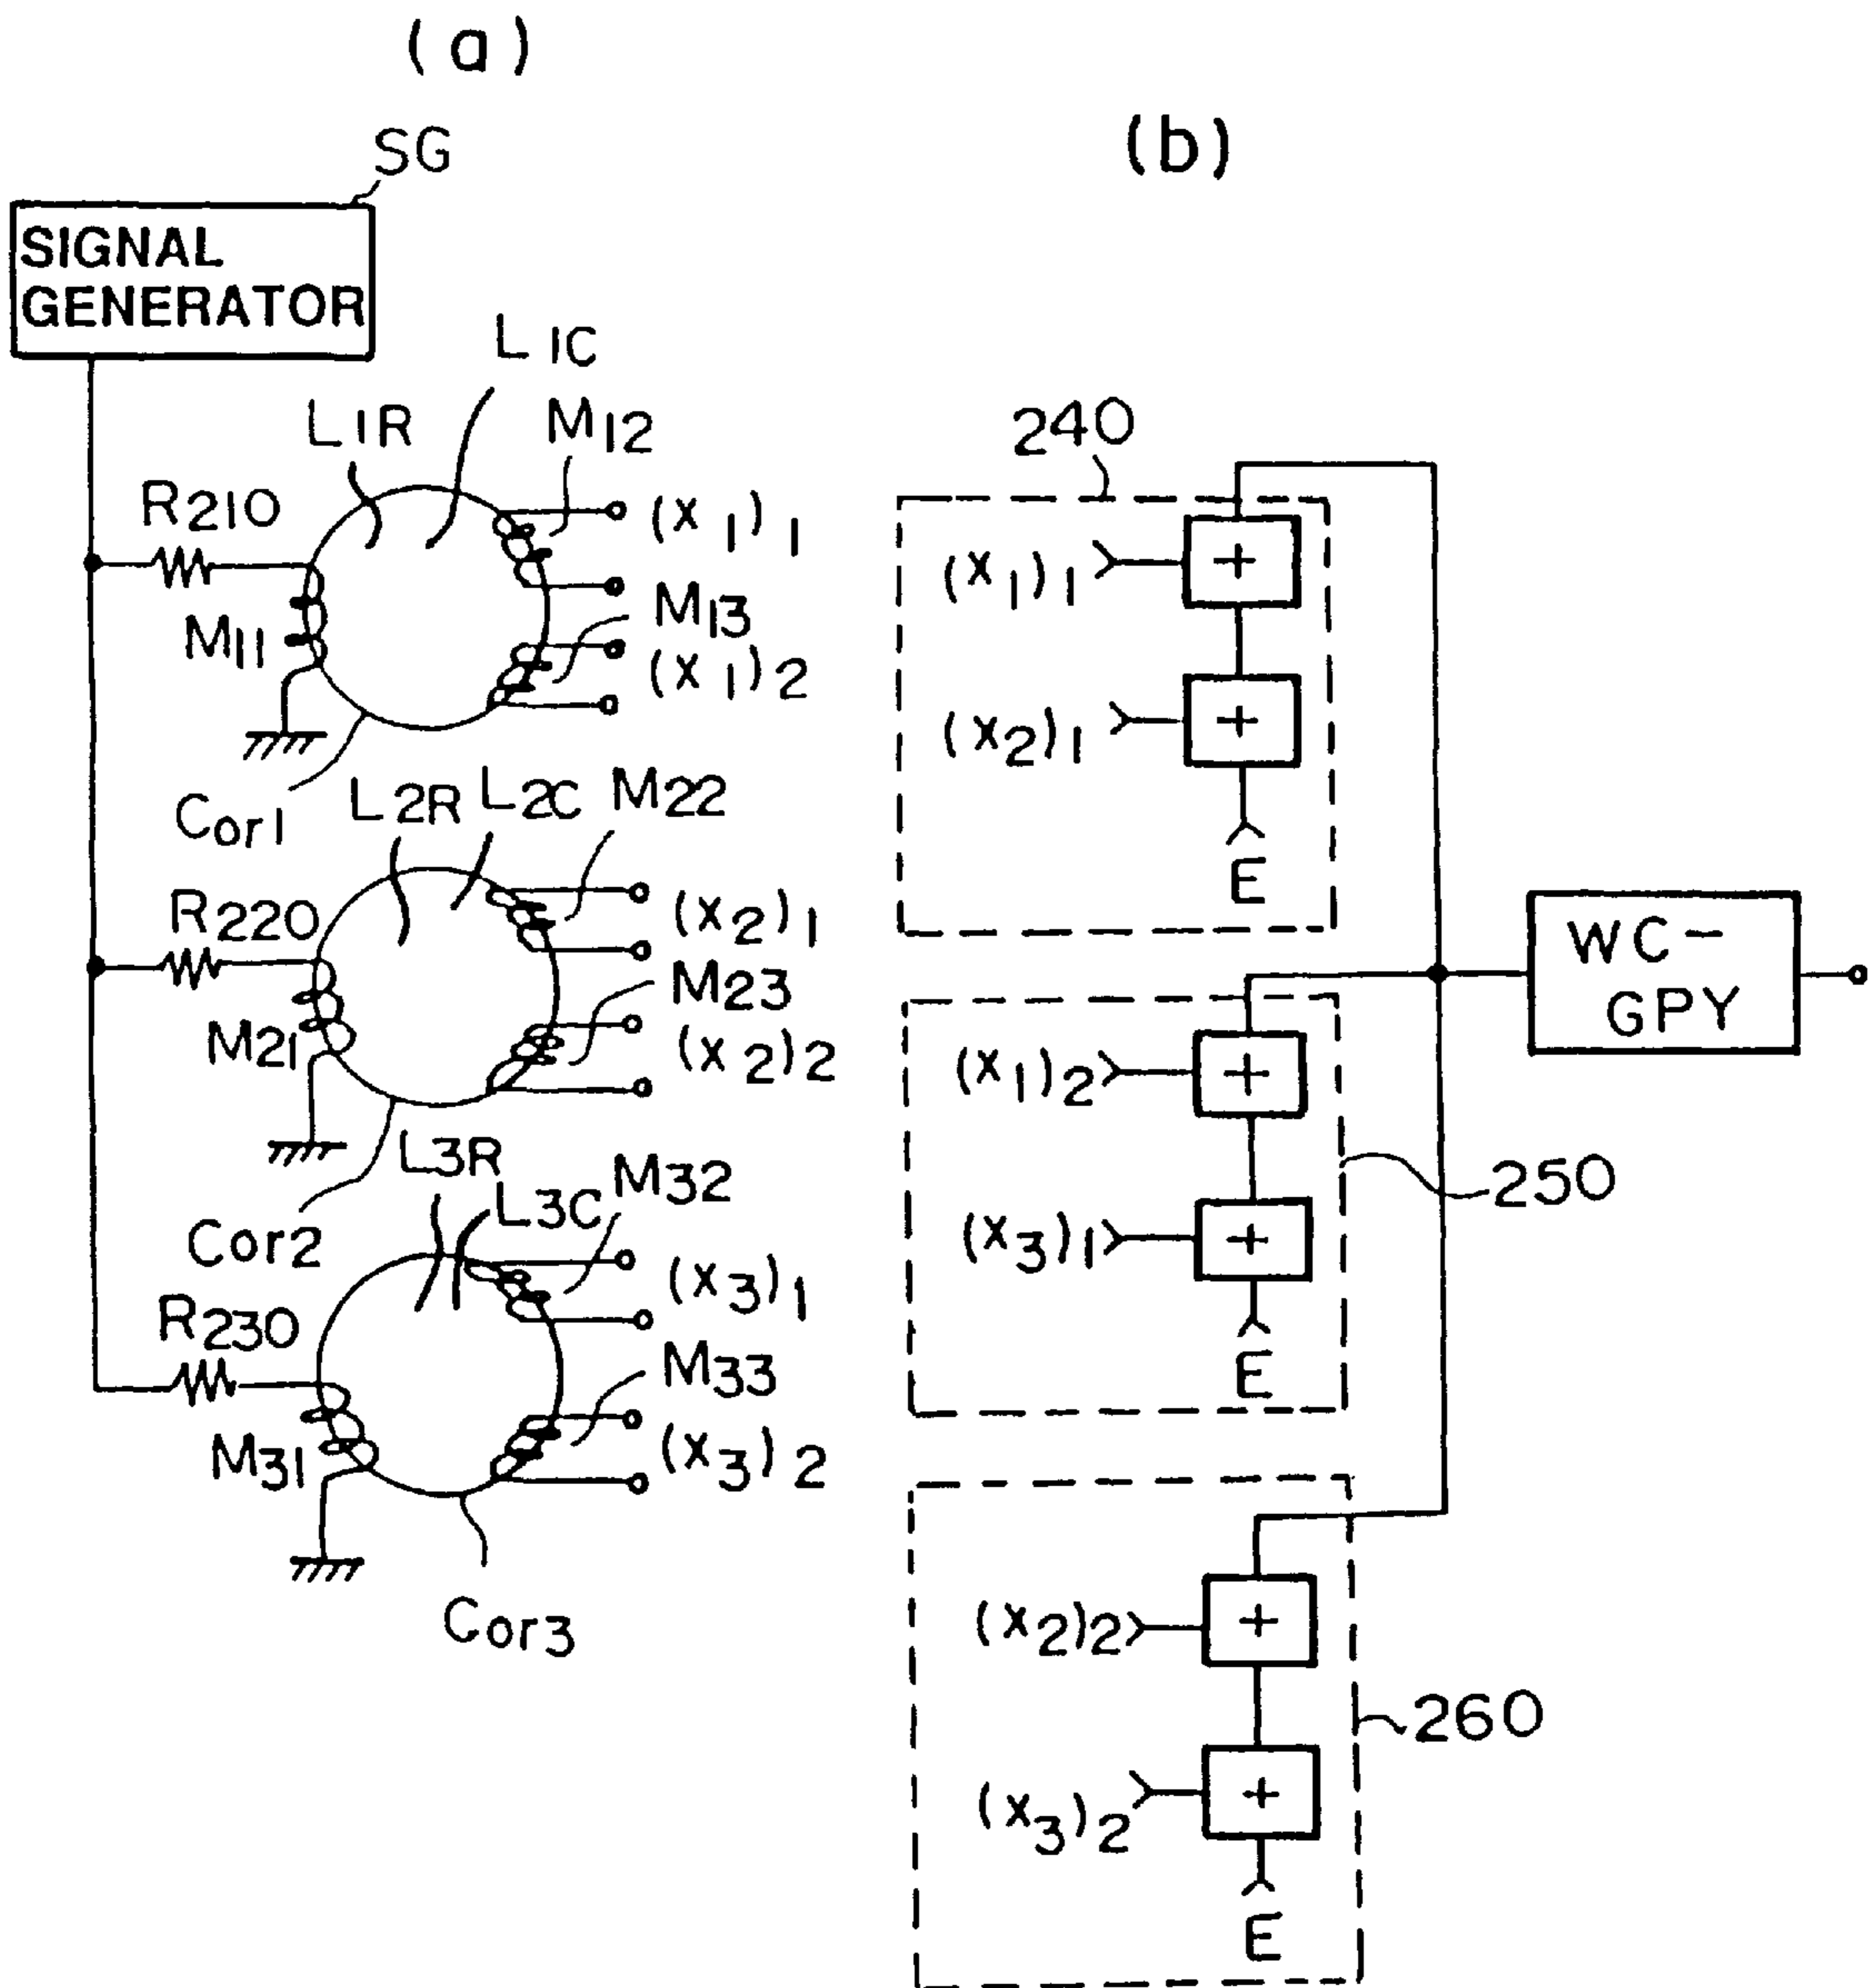 (a)
SG
SIGNAL
GENERATOR
L1C
L1R
M12
R210
(x1)1
M11
M13
(x1)2
Cor1
L2R
L2C
M22
R220
(x2)1
M21
M23
(x2)2
Cor2
L3R
L3C
M32
R230
(x3)1
M31
M33
(x3)2
Cor3
(b)
240
(x1)1
+
(x2)1
+
E
WC-
GPY
(x1)2
+
250
(x3)1
+
E
(x2)2
+
260
(x3)2
+
E